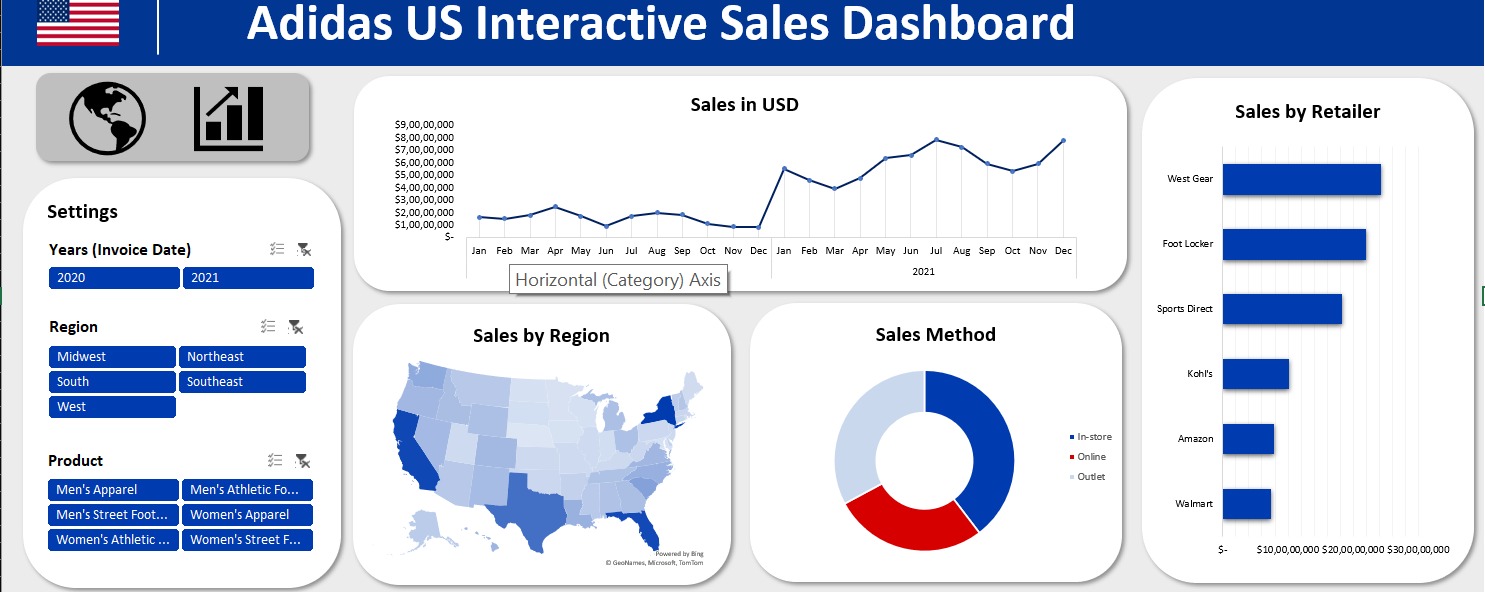 Adidas US Interactive Sales Dashboard
Settings
Years (Invoice Date)
2020 2021
Region
Midwest Northeast
South Southeast
West
Product
Men's Apparel Men's Athletic Fo...
Men's Street Foot... Women's Apparel
Women's Athletic ... Women's Street F...
Sales in USD
$9,00,00,000
$8,00,00,000
$7,00,00,000
$6,00,00,000
$5,00,00,000
$4,00,00,000
$3,00,00,000
$2,00,00,000
$1,00,00,000
$-
Jan Feb Mar Apr May Jun Jul Aug Sep Oct Nov Dec Jan Feb Mar Apr May Jun Jul Aug Sep Oct Nov Dec
2021
Horizontal (Category) Axis
Sales by Region
Powered by Bing
© GeoNames, Microsoft, TomTom
Sales Method
In-store
Online
Outlet
Sales by Retailer
West Gear
Foot Locker
Sports Direct
Kohl's
Amazon
Walmart
$- $10,00,00,000 $20,00,00,000 $30,00,00,000